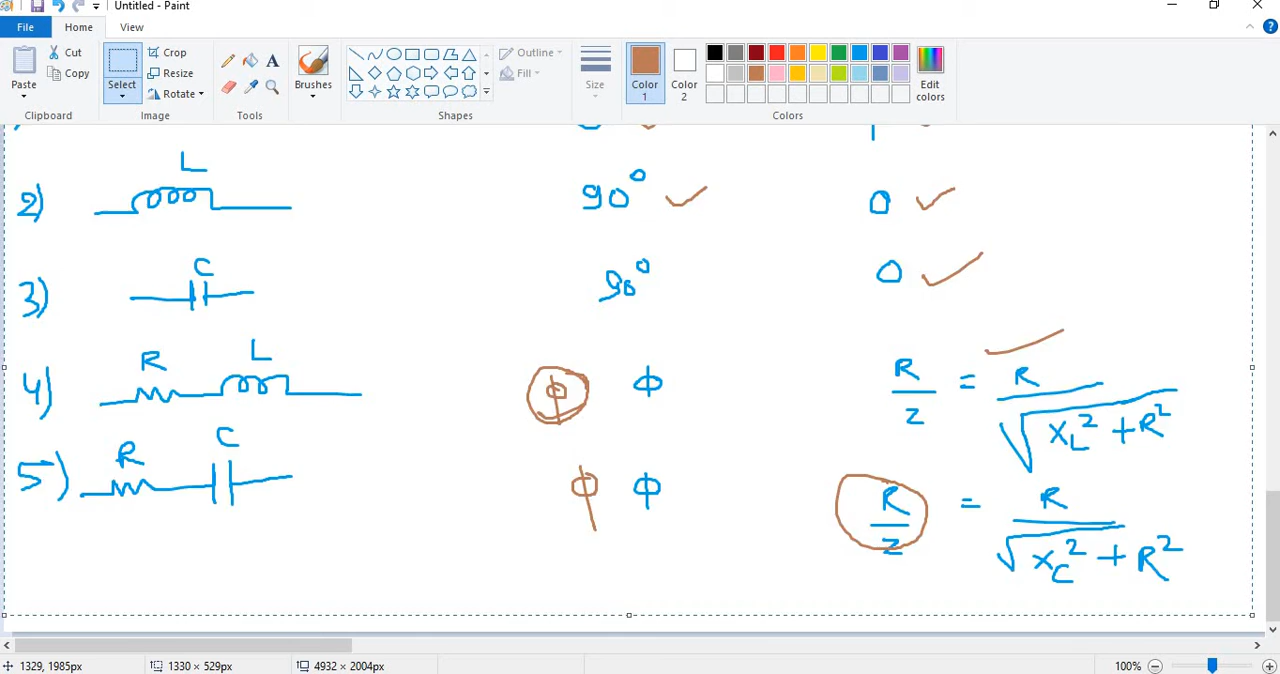 Untitled - Paint
File Home View
Paste
Cut
Copy
Clipboard
Select
Crop
Resize
Rotate
Image
A
Tools
Brushes
Shapes
Outline
Fill
Size
Color 1
Color 2
Edit colors
Colors
2) L 90° 0
3) C 90° 0
4) R L ϕ ϕ R/Z = R/√X_L² + R²
5) R C ϕ ϕ R/Z = R/√X_C² + R²
1329, 1985px 1330 × 529px 4932 × 2004px 100%